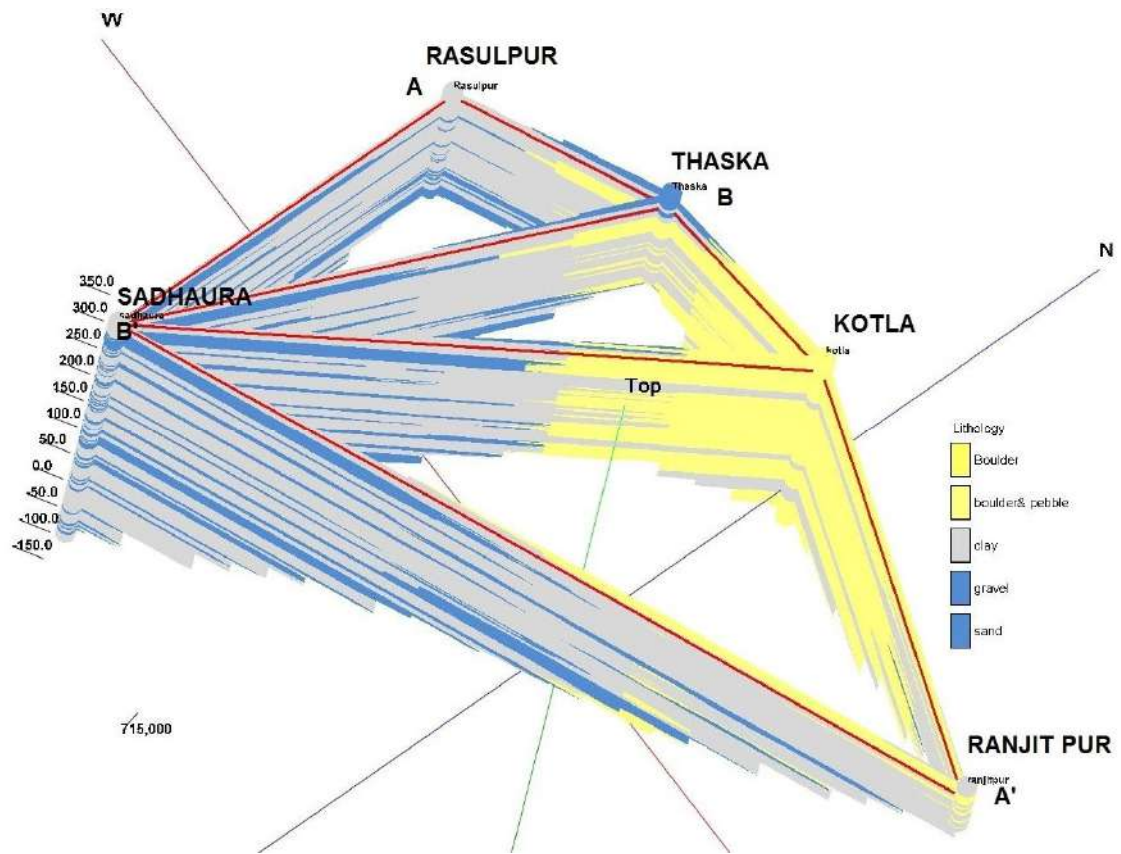 W
RASULPUR
A
Rasulpur
THASKA
Thaska
B
N
350.0
300.0
SADHAURA
sadhaura
B'
250.0
200.0
150.0
100.0
50.0
0.0
-50.0
-100.0
-150.0
KOTLA
kotla
Top
Lithology
Boulder
boulder& pebble
clay
gravel
sand
715,000
RANJIT PUR
ranjitpur
A'